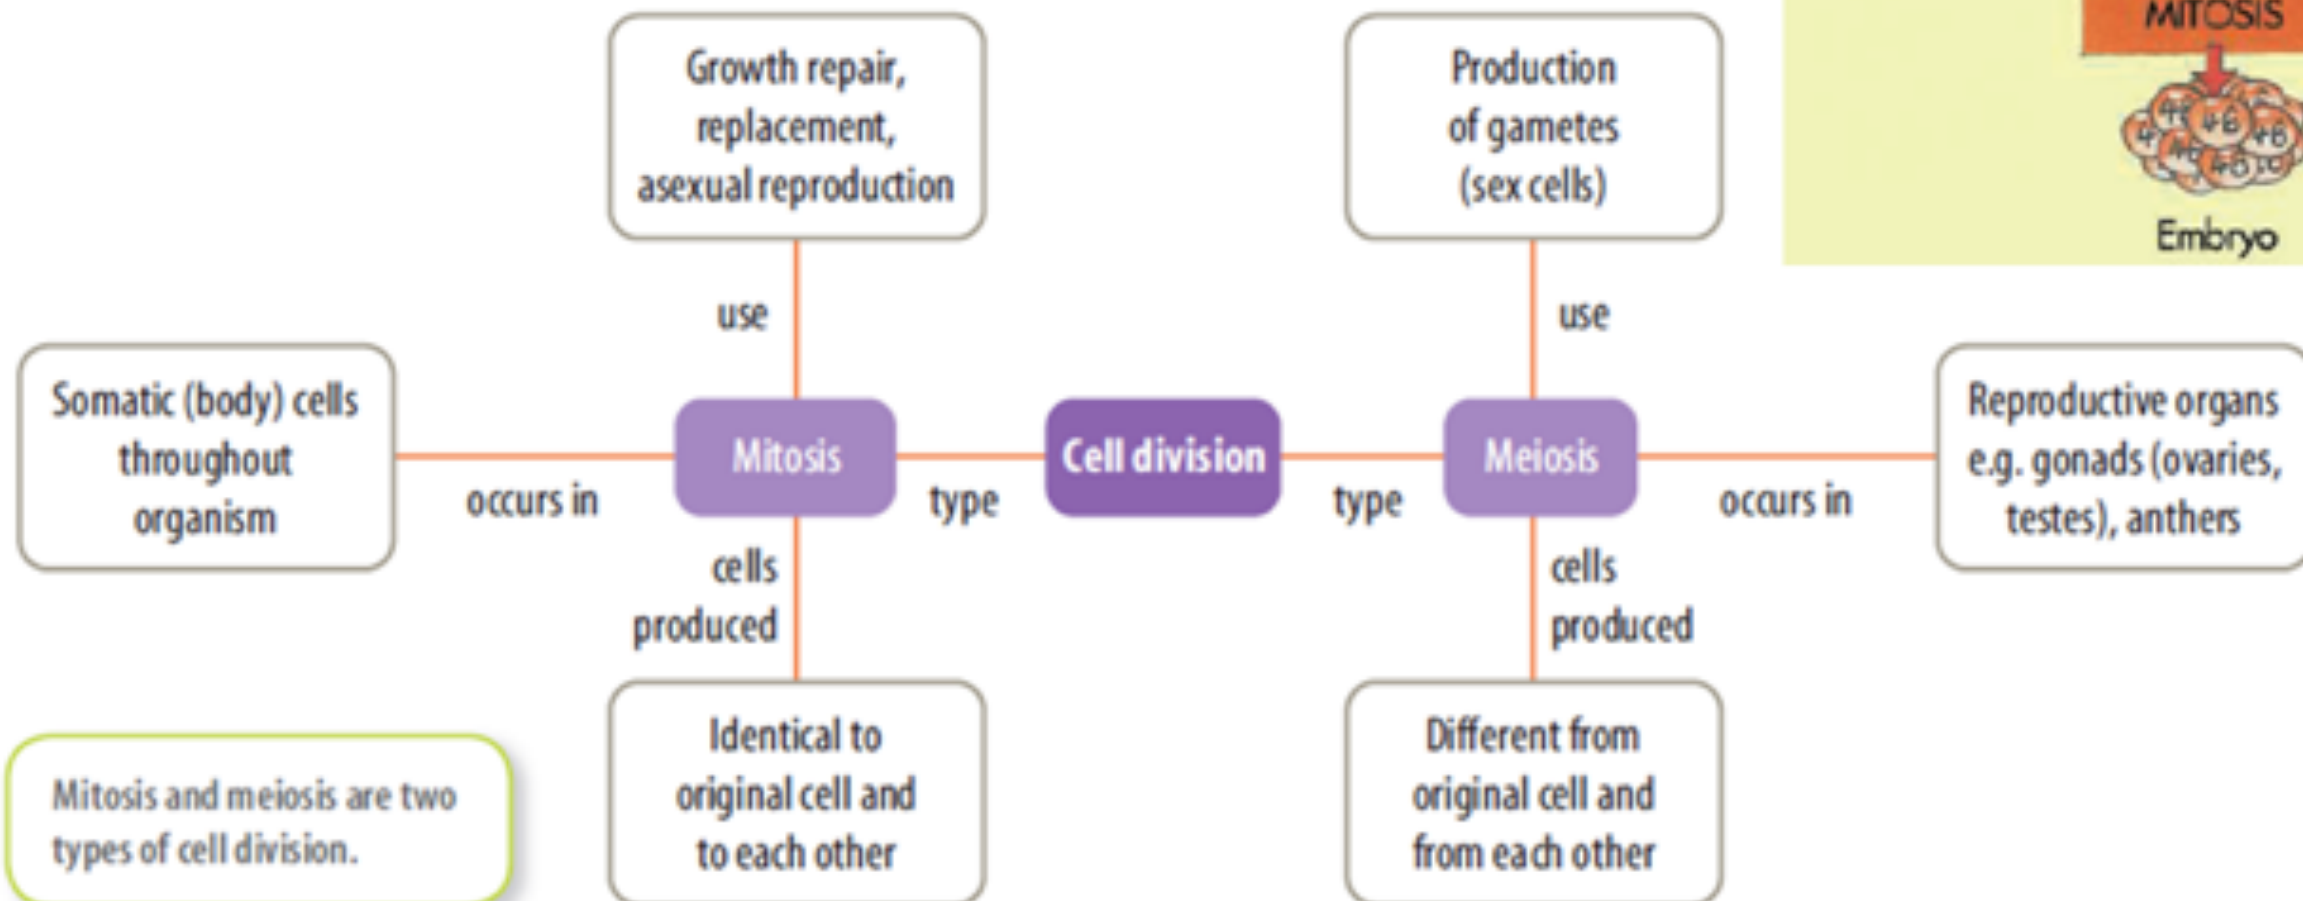 MITOSIS
46
46
46
Embryo
Growth repair,
replacement,
asexual reproduction
Production
of gametes
(sex cells)
use
use
Somatic (body) cells
throughout
organism
occurs in
Mitosis
type
Cell division
type
Meiosis
occurs in
Reproductive organs
e.g. gonads (ovaries,
testes), anthers
cells
produced
cells
produced
Identical to
original cell and
to each other
Different from
original cell and
from each other
Mitosis and meiosis are two
types of cell division.